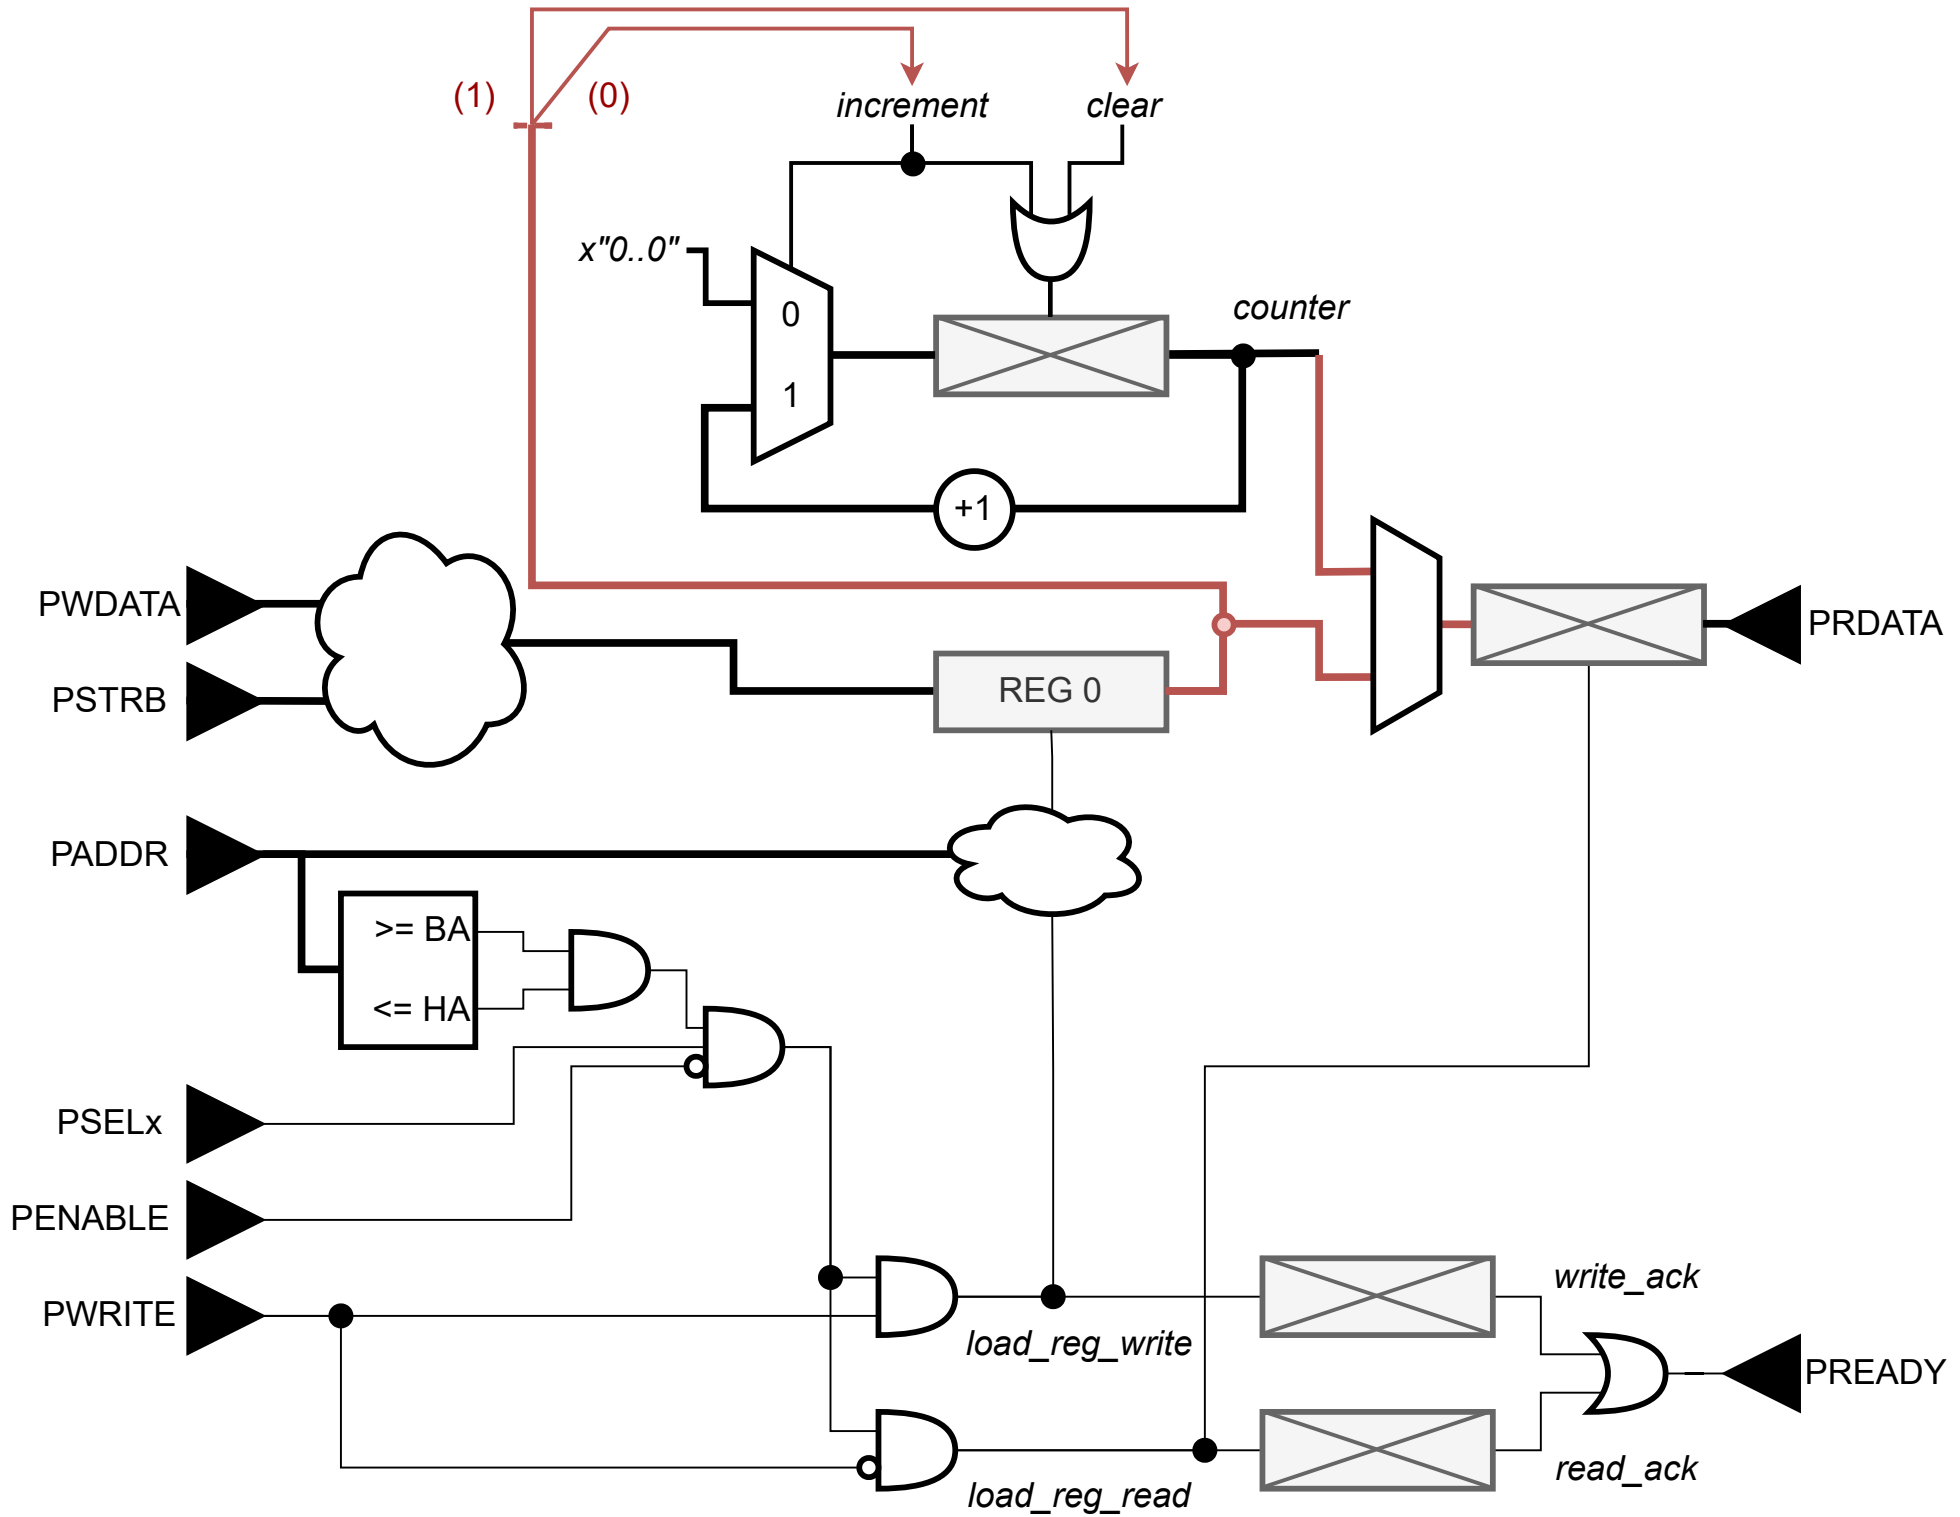 (1)
(0)
increment
clear
x"0..0"
0
1
counter
+1
PWDATA
PSTRB
REG 0
PRDATA
PADDR
>= BA
<= HA
PSELx
PENABLE
PWRITE
load_reg_write
write_ack
PREADY
load_reg_read
read_ack